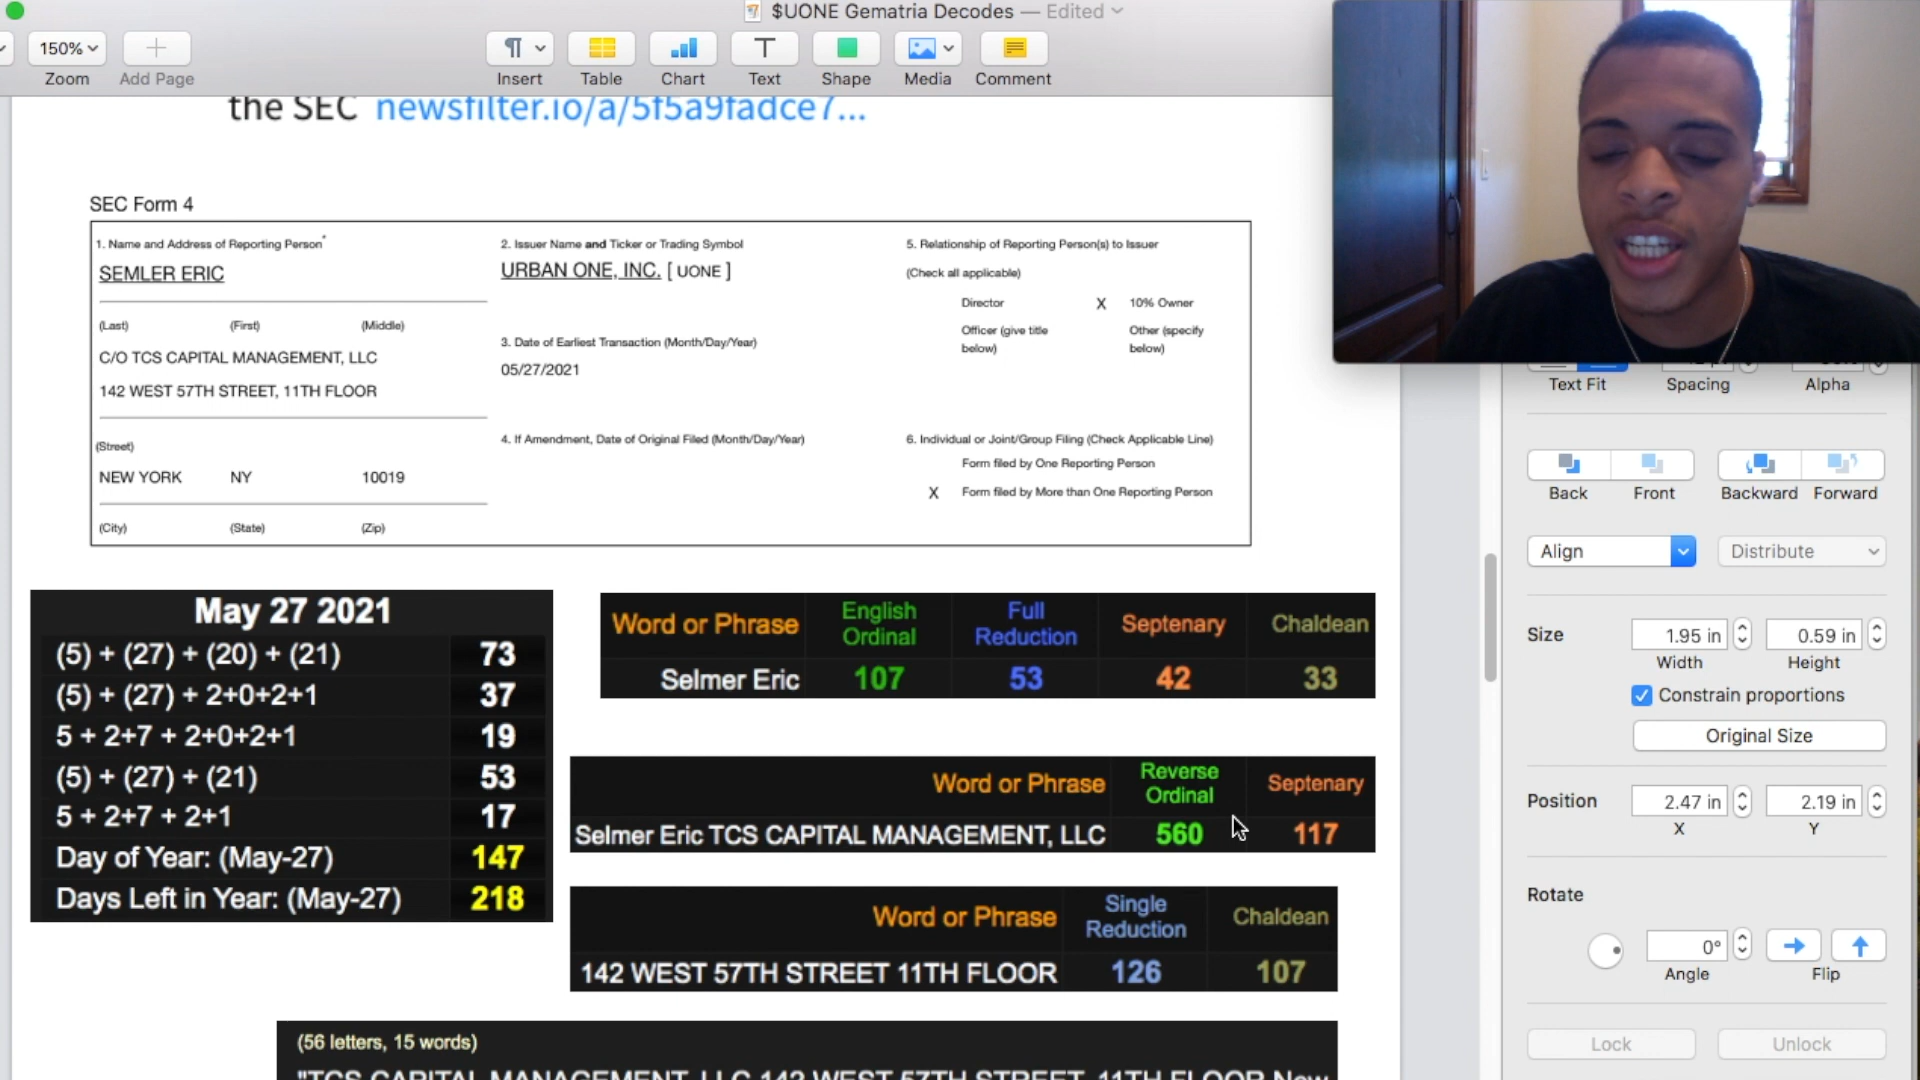 $UONE Gematria Decodes — Edited
150%
Zoom
Add Page
Insert
Table
Chart
Text
Shape
Media
Comment
the SEC newsfilter.io/a/5f5a9fadce7...
SEC Form 4
1. Name and Address of Reporting Person*
SEMLER ERIC
(Last) (First) (Middle)
C/O TCS CAPITAL MANAGEMENT, LLC
142 WEST 57TH STREET, 11TH FLOOR
(Street)
NEW YORK NY 10019
(City) (State) (Zip)
2. Issuer Name and Ticker or Trading Symbol
URBAN ONE, INC. [ UONE ]
3. Date of Earliest Transaction (Month/Day/Year)
05/27/2021
4. If Amendment, Date of Original Filed (Month/Day/Year)
5. Relationship of Reporting Person(s) to Issuer
(Check all applicable)
Director X 10% Owner
Officer (give title below) Other (specify below)
6. Individual or Joint/Group Filing (Check Applicable Line)
Form filed by One Reporting Person
X Form filed by More than One Reporting Person
May 27 2021
(5) + (27) + (20) + (21) 73
(5) + (27) + 2+0+2+1 37
5 + 2+7 + 2+0+2+1 19
(5) + (27) + (21) 53
5 + 2+7 + 2+1 17
Day of Year: (May-27) 147
Days Left in Year: (May-27) 218
Word or Phrase English Ordinal Full Reduction Septenary Chaldean
Selmer Eric 107 53 42 33
Word or Phrase Reverse Ordinal Septenary
Selmer Eric TCS CAPITAL MANAGEMENT, LLC 560 117
Word or Phrase Single Reduction Chaldean
142 WEST 57TH STREET 11TH FLOOR 126 107
(56 letters, 15 words)
"TCS CAPITAL MANAGEMENT, LLC 142 WEST 57TH STREET, 11TH FLOOR New
Text Fit
Spacing
Alpha
Back
Front
Backward
Forward
Align
Distribute
Size
1.95 in
0.59 in
Width
Height
Constrain proportions
Original Size
Position
2.47 in
2.19 in
X
Y
Rotate
0°
Angle
Flip
Lock
Unlock